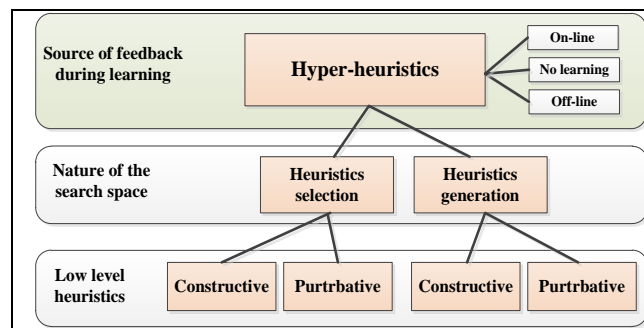 Source of feedback
during learning
Hyper-heuristics
On-line
No learning
Off-line
Nature of the
search space
Heuristics
selection
Heuristics
generation
Low level
heuristics
Constructive
Purtrbative
Constructive
Purtrbative